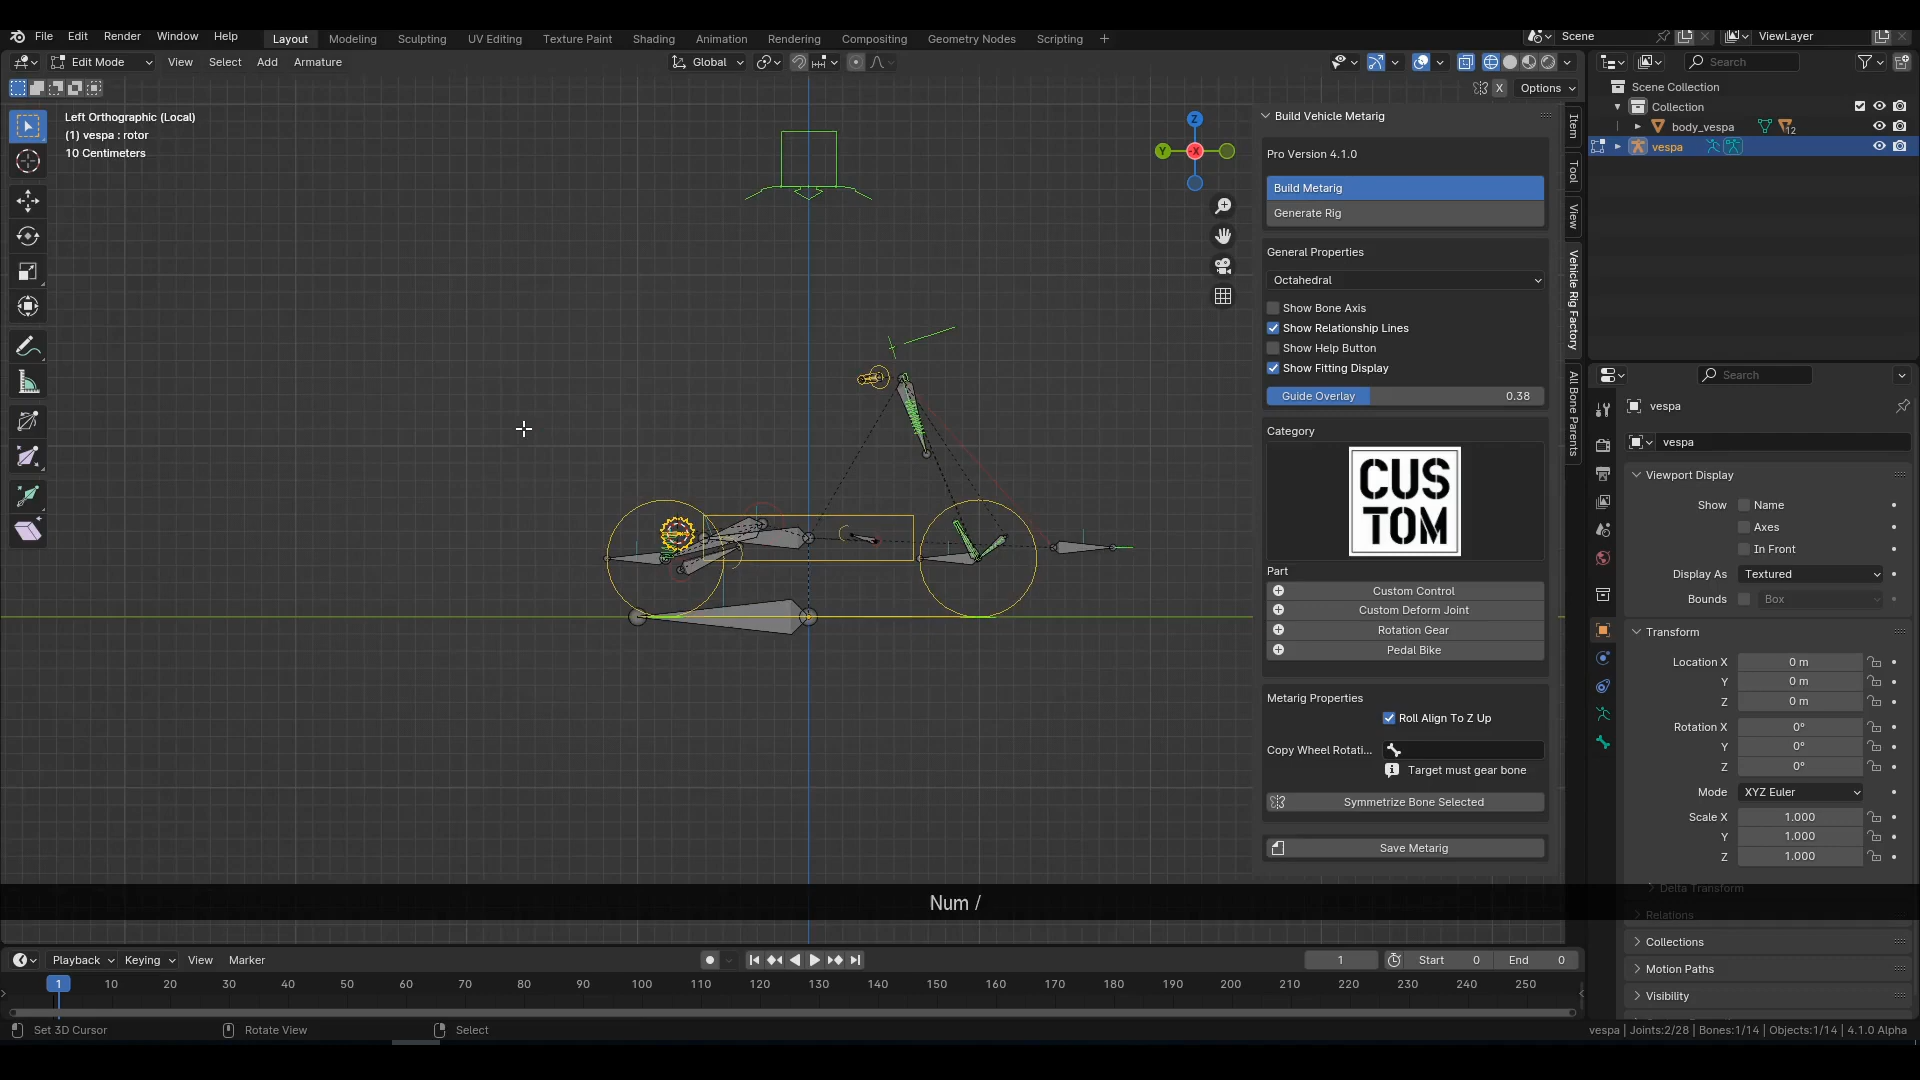 File Edit Render Window Help Layout Modeling Sculpting UV Editing Texture Paint Shading Animation Rendering Compositing Geometry Nodes Scripting + Scene ViewLayer
Edit Mode View Select Add Armature Global Search
X Options
Left Orthographic (Local)
(1) vespa : rotor
10 Centimeters
Z
Y
-X
Build Vehicle Metarig
Pro Version 4.1.0
Build Metarig
Generate Rig
General Properties
Octahedral
Show Bone Axis
Show Relationship Lines
Show Help Button
Show Fitting Display
Guide Overlay 0.38
Category
CUS
TOM
Part
Custom Control
Custom Deform Joint
Rotation Gear
Pedal Bike
Metarig Properties
Roll Align To Z Up
Copy Wheel Rotati...
Target must gear bone
Symmetrize Bone Selected
Save Metarig
Item
Tool
View
Vehicle Rig Factory
All Bone Parents
Scene Collection
Collection
body_vespa 12
vespa
Search
vespa
vespa
Viewport Display
Show Name
Axes
In Front
Display As Textured
Bounds Box
Transform
Location X 0 m
Y 0 m
Z 0 m
Rotation X 0°
Y 0°
Z 0°
Mode XYZ Euler
Scale X 1.000
Y 1.000
Z 1.000
Delta Transform
Relations
Collections
Motion Paths
Visibility
Num /
Playback Keying View Marker 1 Start 0 End 0
1 10 20 30 40 50 60 70 80 90 100 110 120 130 140 150 160 170 180 190 200 210 220 230 240 250
Set 3D Cursor Rotate View Select vespa | Joints:2/28 | Bones:1/14 | Objects:1/14 | 4.1.0 Alpha